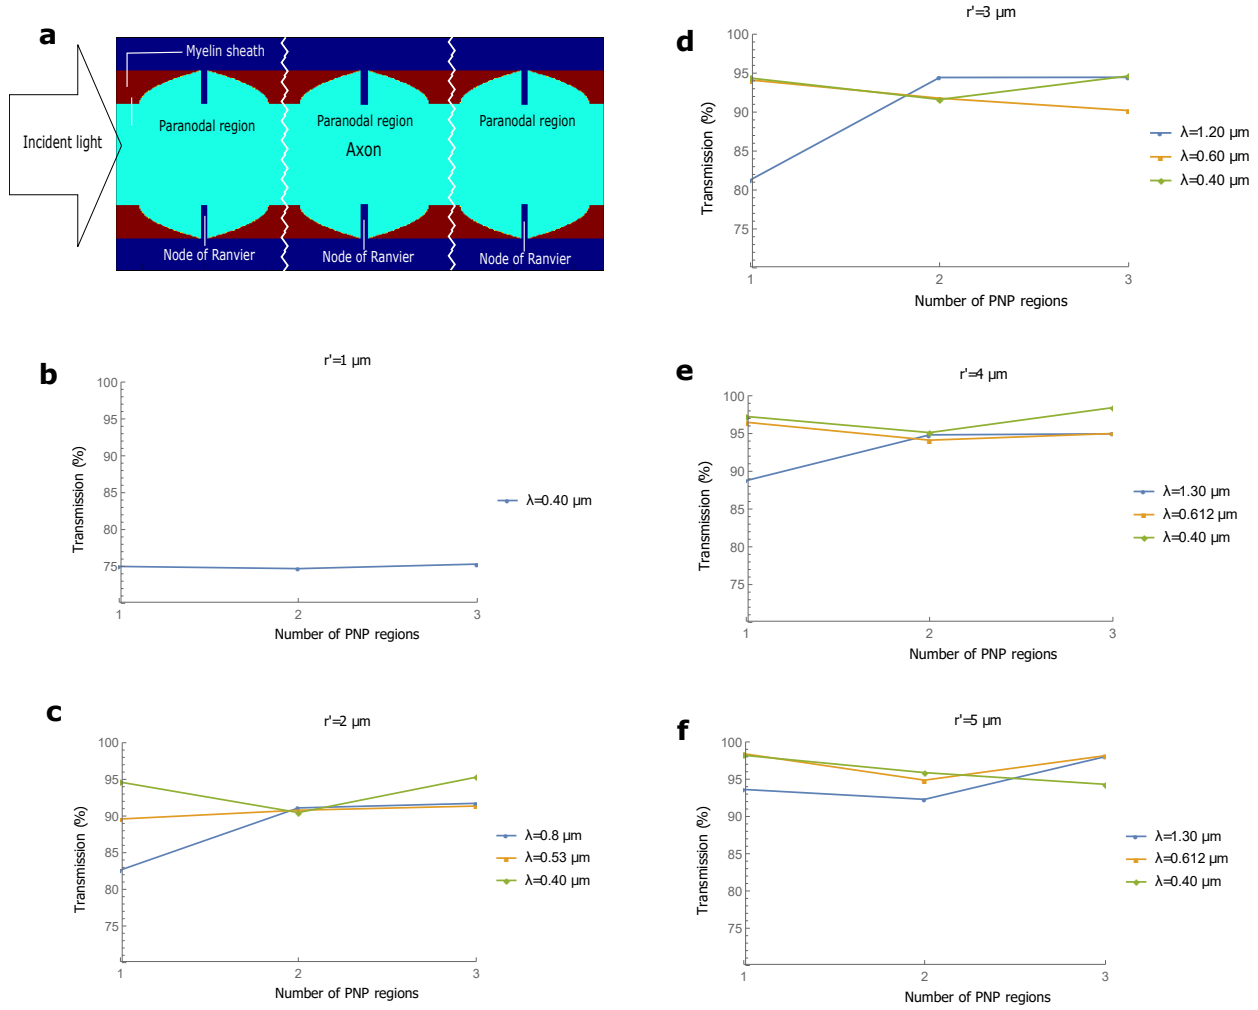 a
Myelin sheath
Incident light
Paranodal region
Paranodal region
Paranodal region
Axon
Node of Ranvier
Node of Ranvier
Node of Ranvier
b
r'=1 µm
Transmission (%)
100
95
90
85
80
75
1
2
3
Number of PNP regions
λ=0.40 µm
c
r'=2 µm
Transmission (%)
100
95
90
85
80
75
1
2
3
Number of PNP regions
λ=0.8 µm
λ=0.53 µm
λ=0.40 µm
d
r'=3 µm
Transmission (%)
100
95
90
85
80
75
1
2
3
Number of PNP regions
λ=1.20 µm
λ=0.60 µm
λ=0.40 µm
e
r'=4 µm
Transmission (%)
100
95
90
85
80
75
1
2
3
Number of PNP regions
λ=1.30 µm
λ=0.612 µm
λ=0.40 µm
f
r'=5 µm
Transmission (%)
100
95
90
85
80
75
1
2
3
Number of PNP regions
λ=1.30 µm
λ=0.612 µm
λ=0.40 µm